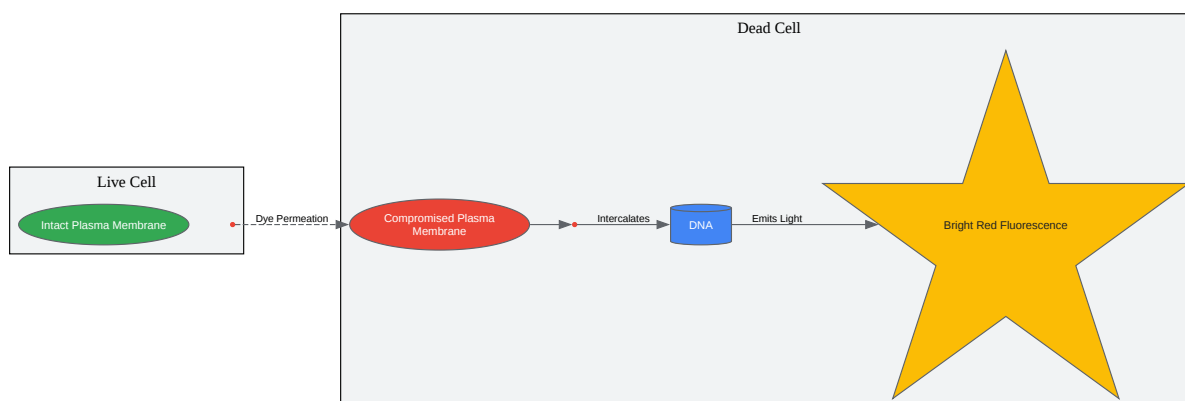 Dead Cell
Live Cell
Intact Plasma Membrane
Dye Permeation
Compromised Plasma
Membrane
Intercalates
DNA
Emits Light
Bright Red Fluorescence